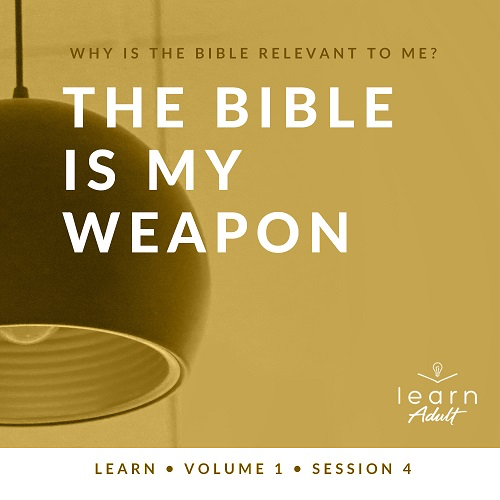 WHY IS THE BIBLE RELEVANT TO ME?
THE BIBLE
IS MY
WEAPON
learn
Adult
LEARN • VOLUME 1 • SESSION 4